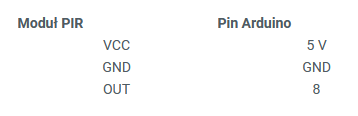 Moduł PIR Pin Arduino
VCC 5 V
GND GND
OUT 8